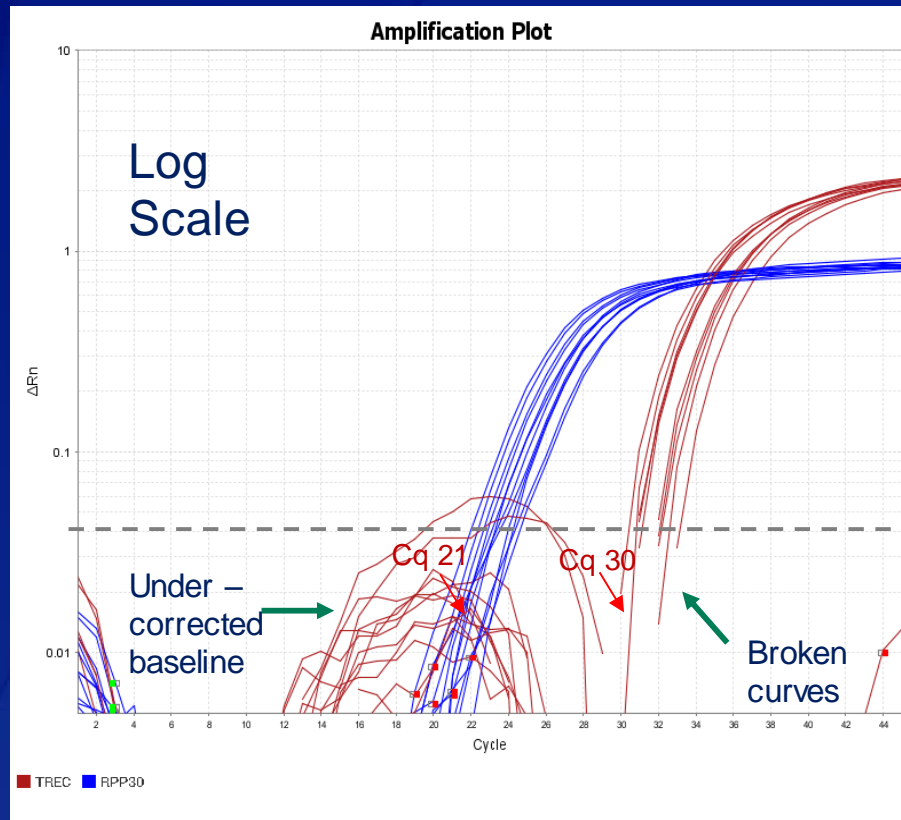 Amplification Plot
10
Log
Scale
1
ΔRn
0.1
Cq 21
Cq 30
Under –
corrected
baseline
0.01
Broken
curves
2 4 6 8 10 12 14 16 18 20 22 24 26 28 30 32 34 36 38 40 42 44
Cycle
TREC RPP30